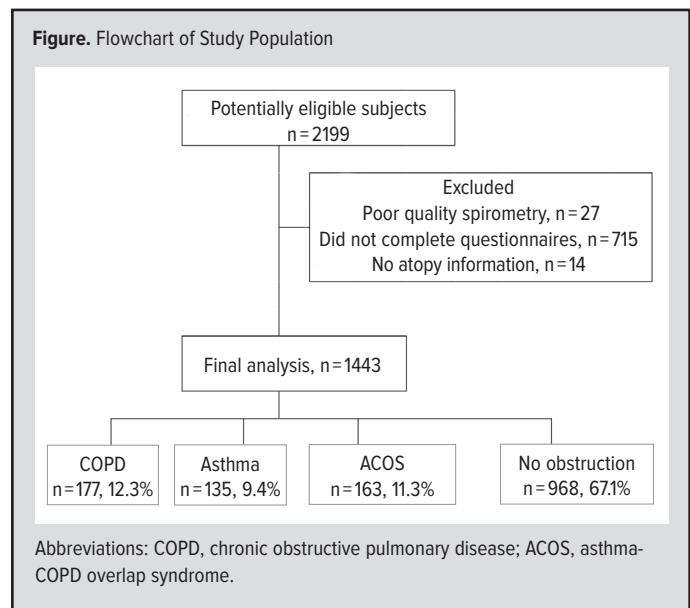 Figure. Flowchart of Study Population
Potentially eligible subjects
n=2199
Excluded
Poor quality spirometry, n=27
Did not complete questionnaires, n=715
No atopy information, n=14
Final analysis, n=1443
COPD
n=177, 12.3%
Asthma
n=135, 9.4%
ACOS
n=163, 11.3%
No obstruction
n=968, 67.1%
Abbreviations: COPD, chronic obstructive pulmonary disease; ACOS, asthma-
COPD overlap syndrome.